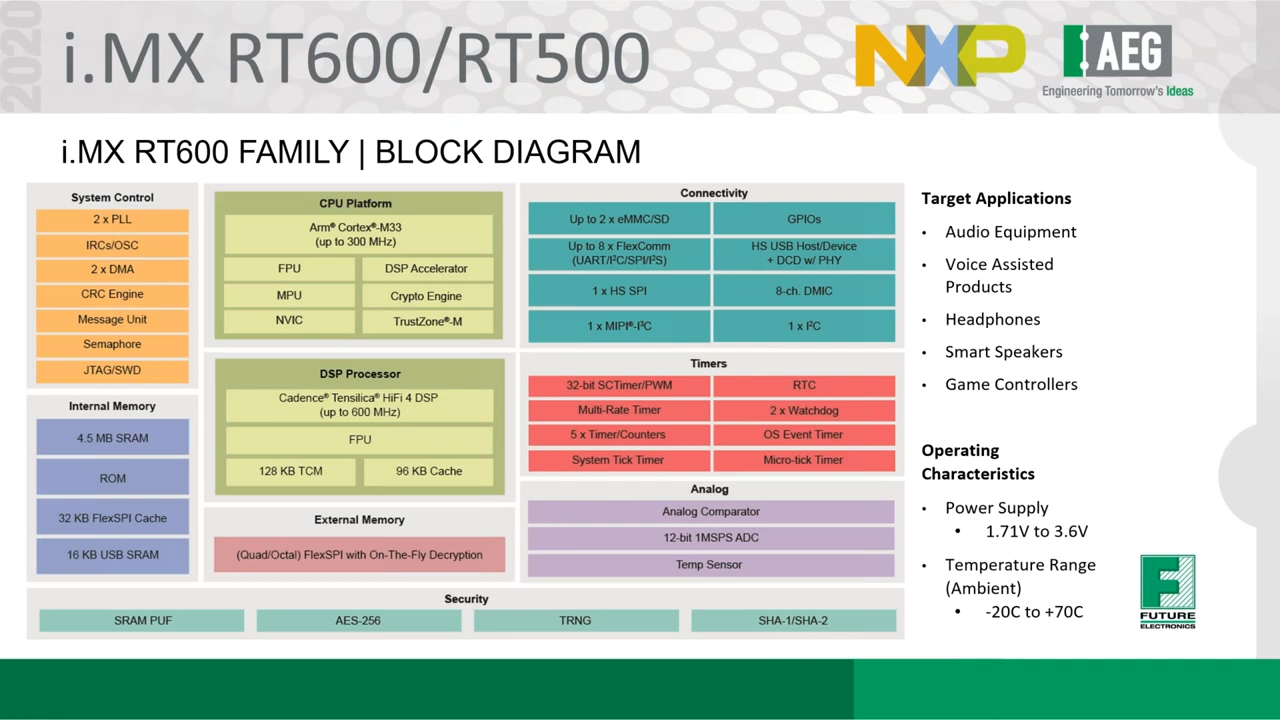 2020
i.MX RT600/RT500
NXP
AEG
Engineering Tomorrow's Ideas
i.MX RT600 FAMILY | BLOCK DIAGRAM
System Control
2 x PLL
IRCs/OSC
2 x DMA
CRC Engine
Message Unit
Semaphore
JTAG/SWD
Internal Memory
4.5 MB SRAM
ROM
32 KB FlexSPI Cache
16 KB USB SRAM
CPU Platform
Arm® Cortex®-M33
(up to 300 MHz)
FPU
DSP Accelerator
MPU
Crypto Engine
NVIC
TrustZone®-M
DSP Processor
Cadence® Tensilica® HiFi 4 DSP
(up to 600 MHz)
FPU
128 KB TCM
96 KB Cache
External Memory
(Quad/Octal) FlexSPI with On-The-Fly Decryption
Connectivity
Up to 2 x eMMC/SD
GPIOs
Up to 8 x FlexComm
(UART/I²C/SPI/I²S)
HS USB Host/Device
+ DCD w/ PHY
1 x HS SPI
8-ch. DMIC
1 x MIPI®-I³C
1 x I²C
Timers
32-bit SCTimer/PWM
RTC
Multi-Rate Timer
2 x Watchdog
5 x Timer/Counters
OS Event Timer
System Tick Timer
Micro-tick Timer
Analog
Analog Comparator
12-bit 1MSPS ADC
Temp Sensor
Security
SRAM PUF
AES-256
TRNG
SHA-1/SHA-2
Target Applications
• Audio Equipment
• Voice Assisted
Products
• Headphones
• Smart Speakers
• Game Controllers
Operating
Characteristics
• Power Supply
• 1.71V to 3.6V
• Temperature Range
(Ambient)
• -20C to +70C
FUTURE
ELECTRONICS